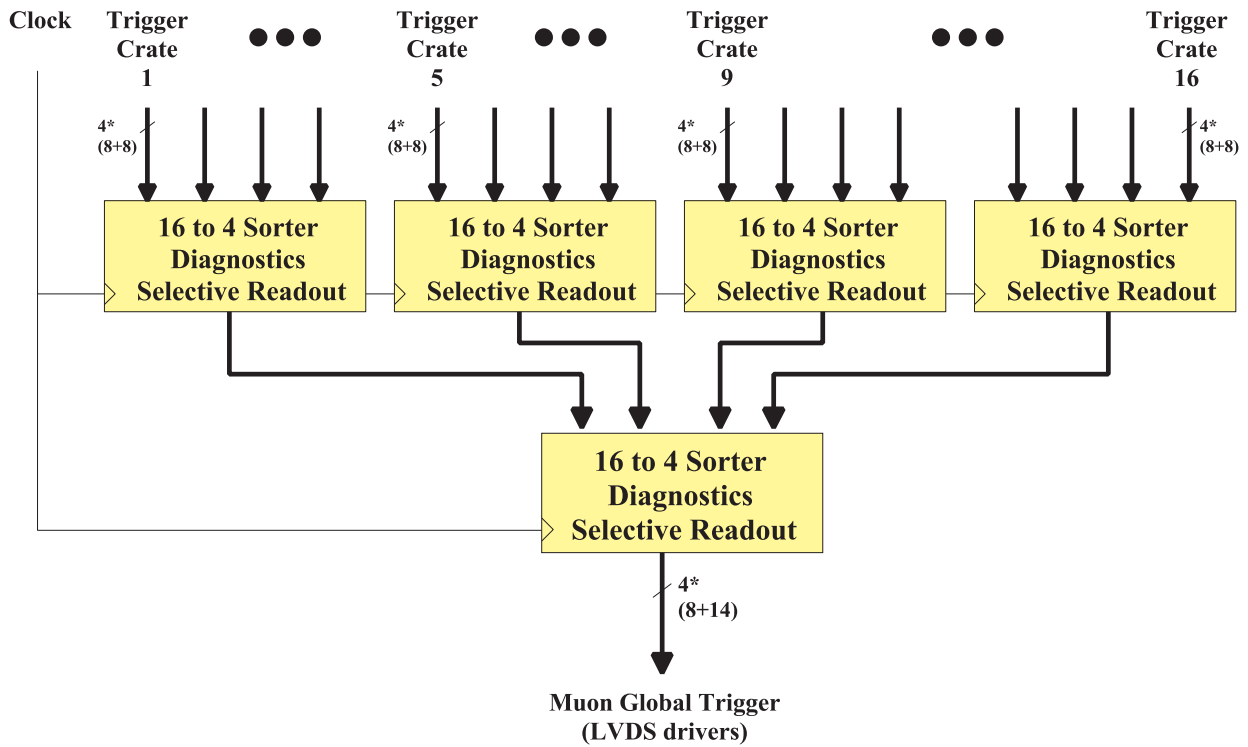 Clock
Trigger
Crate
1
Trigger
Crate
5
Trigger
Crate
9
Trigger
Crate
16
4*
(8+8)
4*
(8+8)
4*
(8+8)
4*
(8+8)
16 to 4 Sorter
Diagnostics
Selective Readout
16 to 4 Sorter
Diagnostics
Selective Readout
16 to 4 Sorter
Diagnostics
Selective Readout
16 to 4 Sorter
Diagnostics
Selective Readout
16 to 4 Sorter
Diagnostics
Selective Readout
4*
(8+14)
Muon Global Trigger
(LVDS drivers)